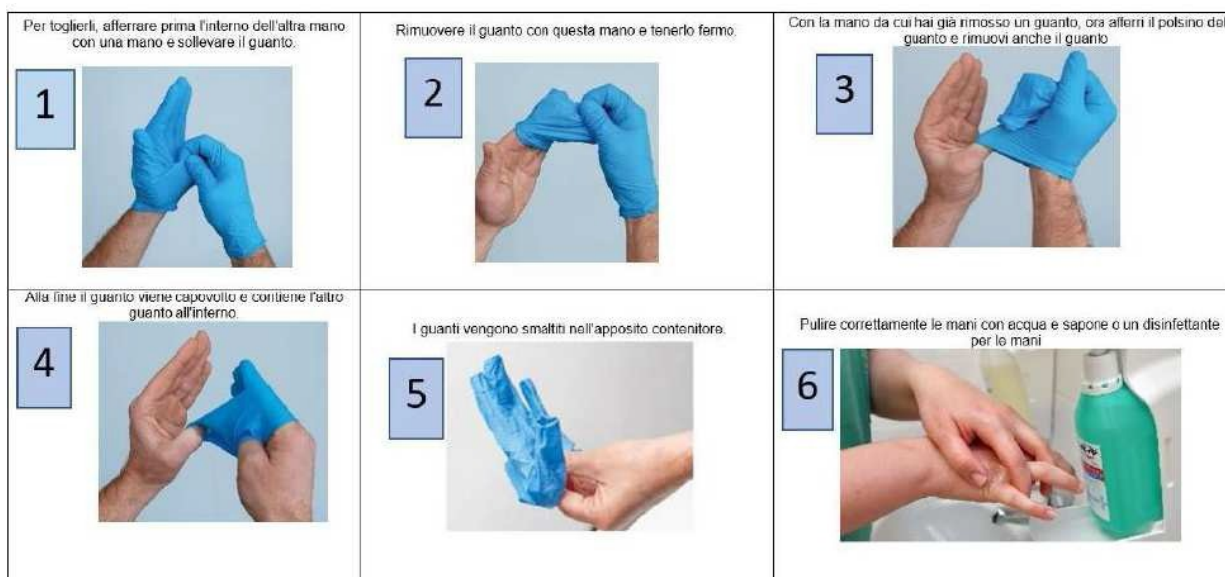 Per toglierli, afferrare prima l'interno dell'altra mano
con una mano e sollevare il guanto.
1
Rimuovere il guanto con questa mano e tenerlo fermo.
2
Con la mano da cui hai già rimosso un guanto, ora afferri il polsino del
guanto e rimuovi anche il guanto
3
Alla fine il guanto viene capovolto e contiene l'altro
guanto all'interno.
4
I guanti vengono smaltiti nell'apposito contenitore.
5
Pulire correttamente le mani con acqua e sapone o un disinfettante
per le mani
6